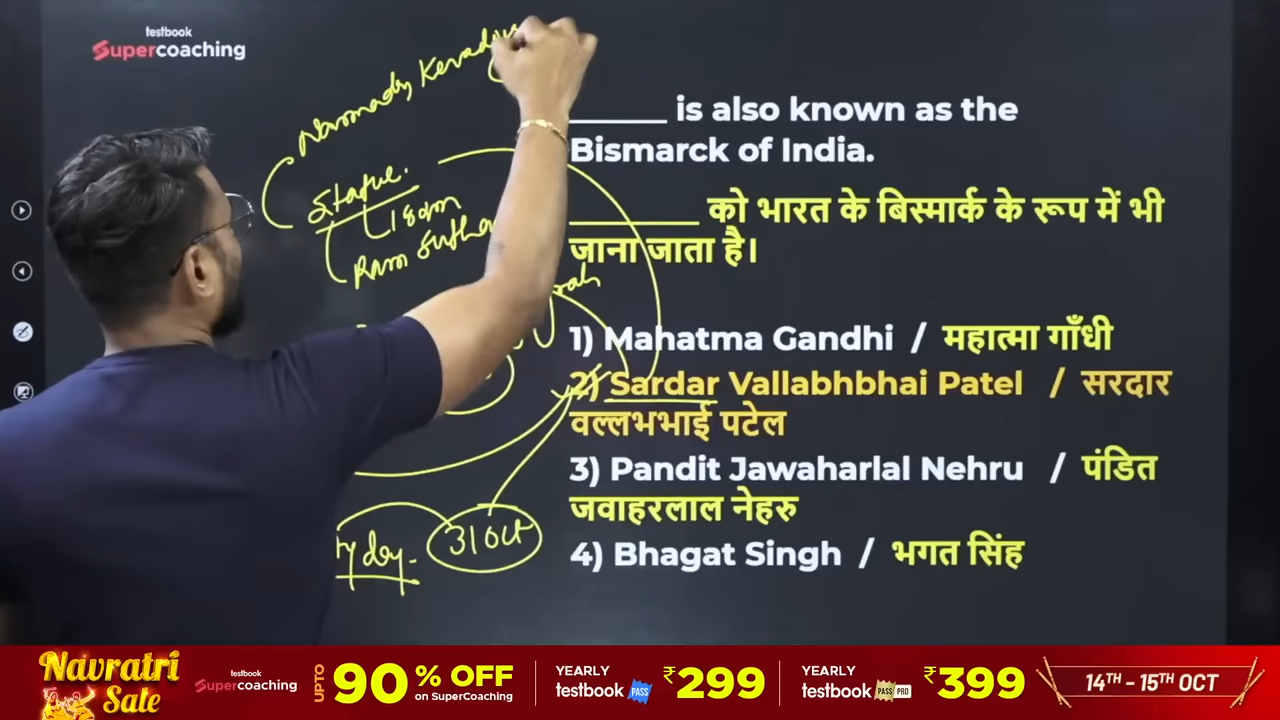 testbook
Supercoaching
Narmada, Kevadiya
Statue.
180m
Ram Sutha
31 Oct
_______ is also known as the
Bismarck of India.
_______ को भारत के बिस्मार्क के रूप में भी
जाना जाता है।
1) Mahatma Gandhi / महात्मा गाँधी
2) Sardar Vallabhbhai Patel / सरदार
वल्लभभाई पटेल
3) Pandit Jawaharlal Nehru / पंडित
जवाहरलाल नेहरु
4) Bhagat Singh / भगत सिंह
Navratri
Sale
testbook
Supercoaching
UPTO 90% OFF
on SuperCoaching
YEARLY
testbook PASS ₹299
YEARLY
testbook PASS PRO ₹399
14TH - 15TH OCT